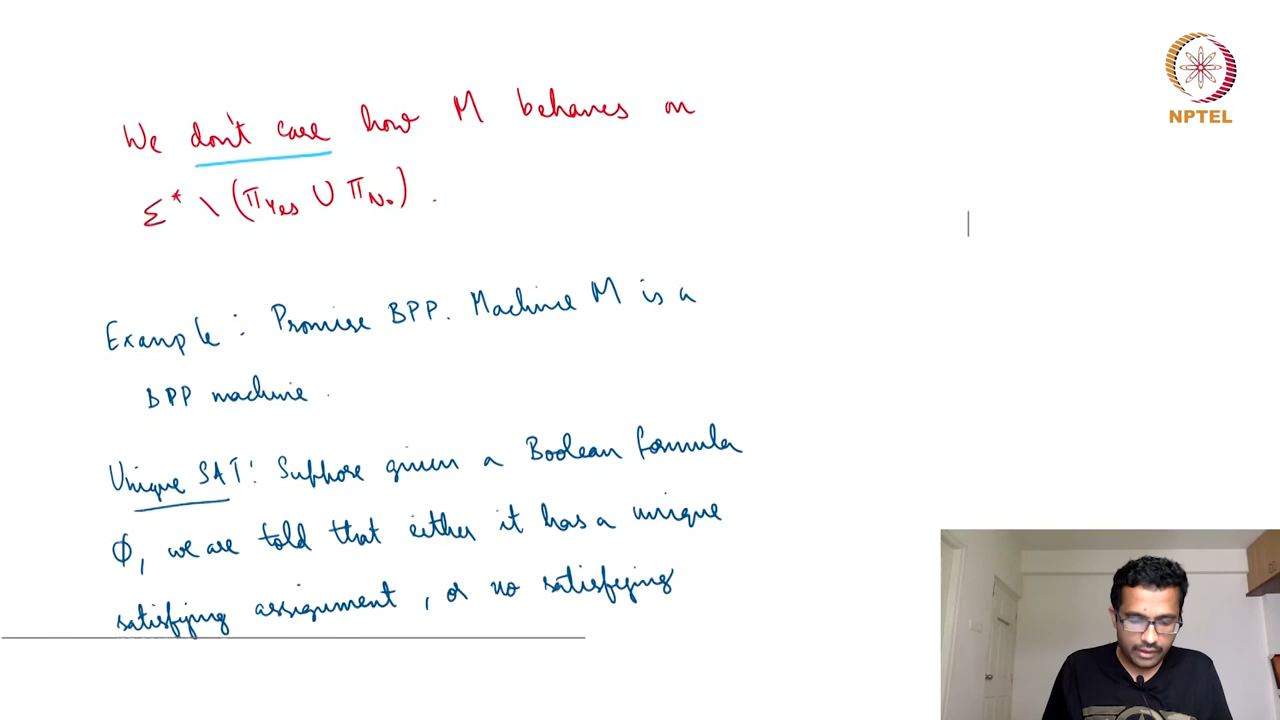 NPTEL
We don't care how M behaves on
Σ* \ (Π_Yes ∪ Π_No).
Example: Promise BPP. Machine M is a
BPP machine.
Unique SAT: Suppose given a Boolean formula
φ, we are told that either it has a unique
satisfying assignment, or no satisfying